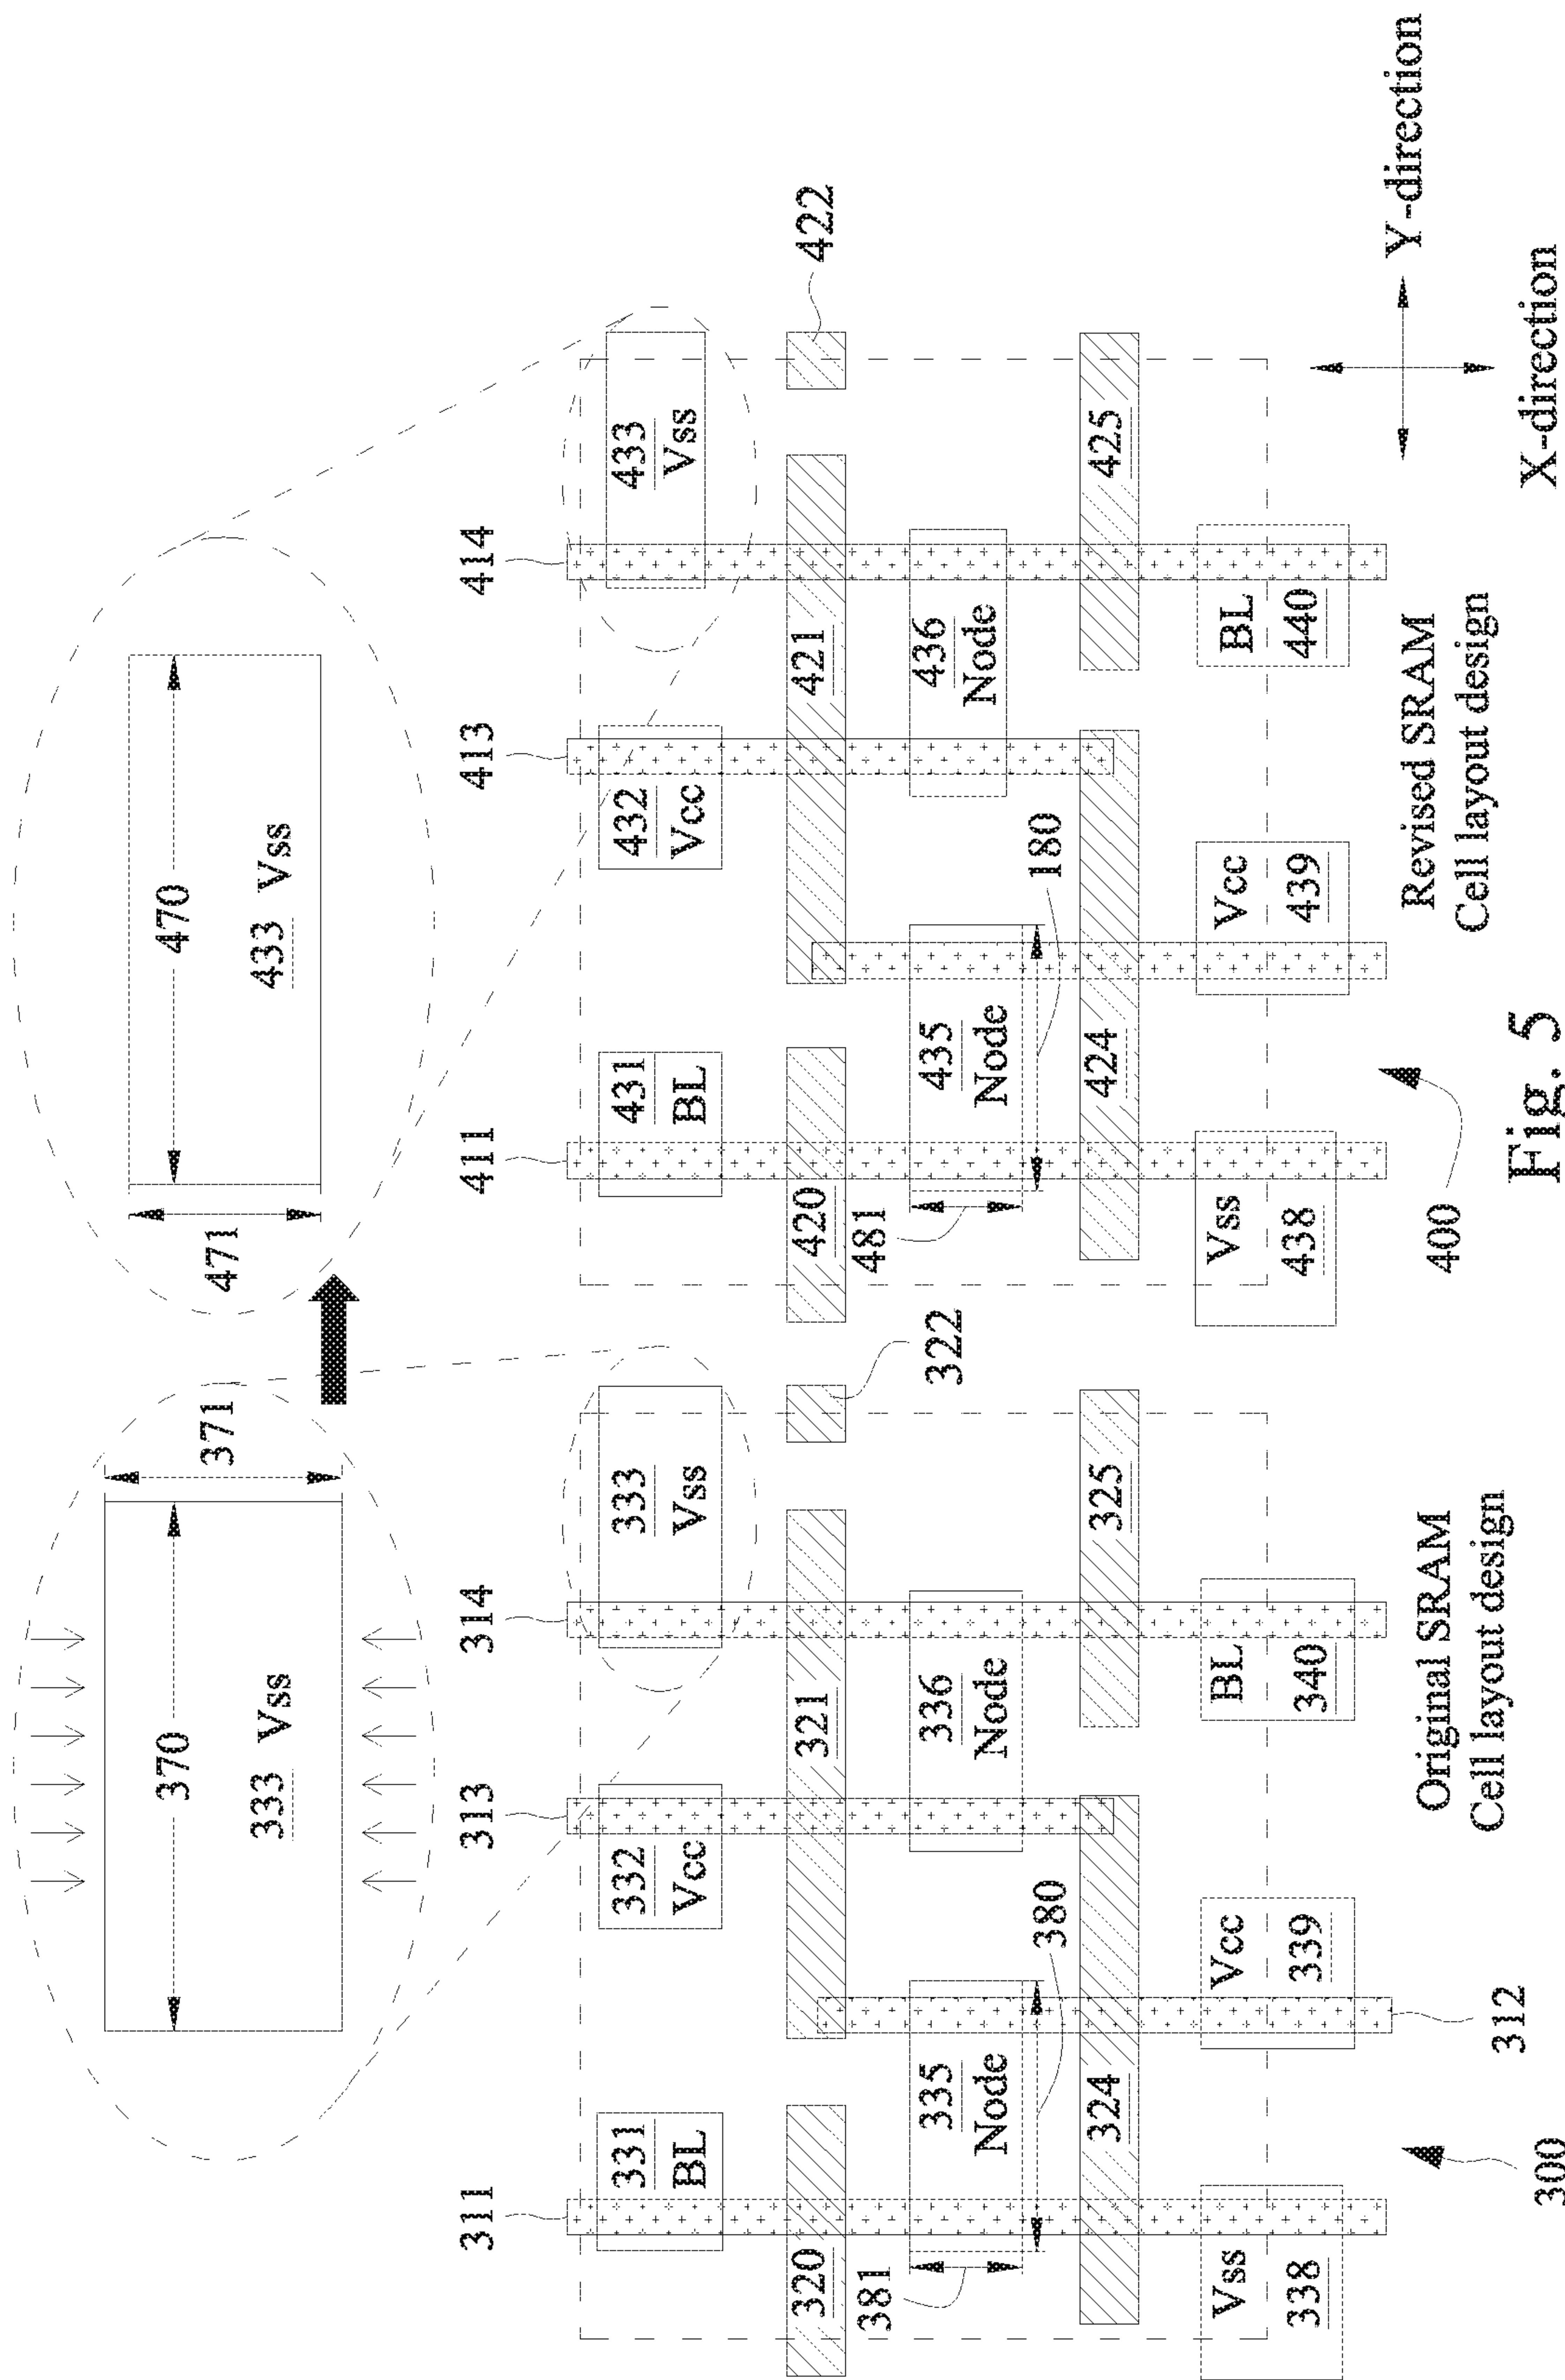 370
333 Vss
371
470
433 Vss
471
311
313
314
331
BL
332
Vcc
333
Vss
320
321
322
381
335
Node
336
Node
380
324
325
Vss
338
Vcc
339
BL
340
312
300
Original SRAM
Cell layout design
411
413
414
431
BL
432
Vcc
433
Vss
420
421
422
481
435
Node
436
Node
180
424
425
Vss
438
Vcc
439
BL
440
400
Revised SRAM
Cell layout design
Y-direction
X-direction
Fig. 5